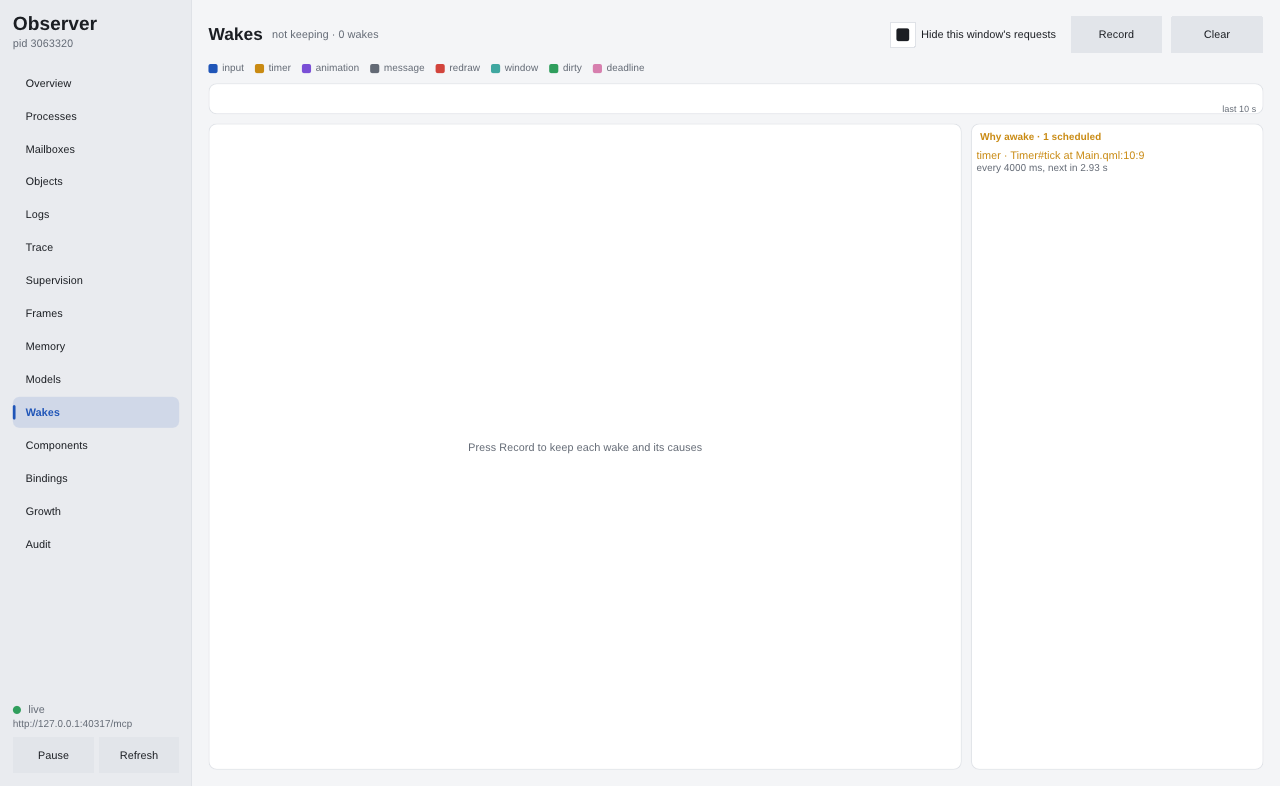 Observer
pid 3063320
Overview
Processes
Mailboxes
Objects
Logs
Trace
Supervision
Frames
Memory
Models
Wakes
Components
Bindings
Growth
Audit
live
http://127.0.0.1:40317/mcp
Pause
Refresh
Wakes
not keeping · 0 wakes
Hide this window's requests
Record
Clear
input
timer
animation
message
redraw
window
dirty
deadline
last 10 s
Press Record to keep each wake and its causes
Why awake · 1 scheduled
timer · Timer#tick at Main.qml:10:9
every 4000 ms, next in 2.93 s